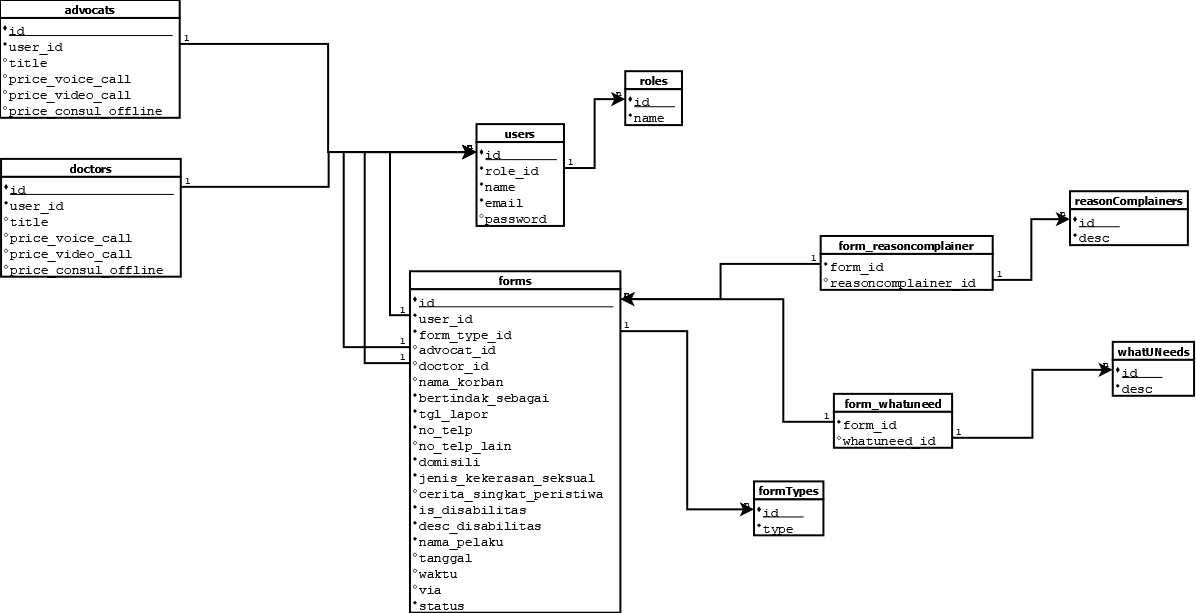 advocats
id
user_id
title
price_voice_call
price_video_call
price_consul_offline
1
doctors
id
user_id
title
price_voice_call
price_video_call
price_consul_offline
1
users
id
role_id
name
email
password
1
roles
id
name
forms
id
user_id
form_type_id
advocat_id
doctor_id
nama_korban
bertindak_sebagai
tgl_lapor
no_telp
no_telp_lain
domisili
jenis_kekerasan_seksual
cerita_singkat_peristiwa
is_disabilitas
desc_disabilitas
nama_pelaku
tanggal
waktu
via
status
1
1
1
1
form_reasoncomplainer
form_id
reasoncomplainer_id
1
1
reasonComplainers
id
desc
form_whatuneed
form_id
whatuneed_id
1
1
whatUNeeds
id
desc
formTypes
id
type